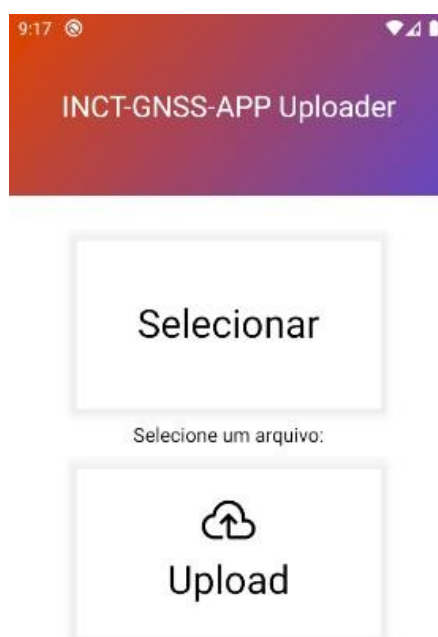 9:17
INCT-GNSS-APP Uploader
Selecionar
Selecione um arquivo:
Upload